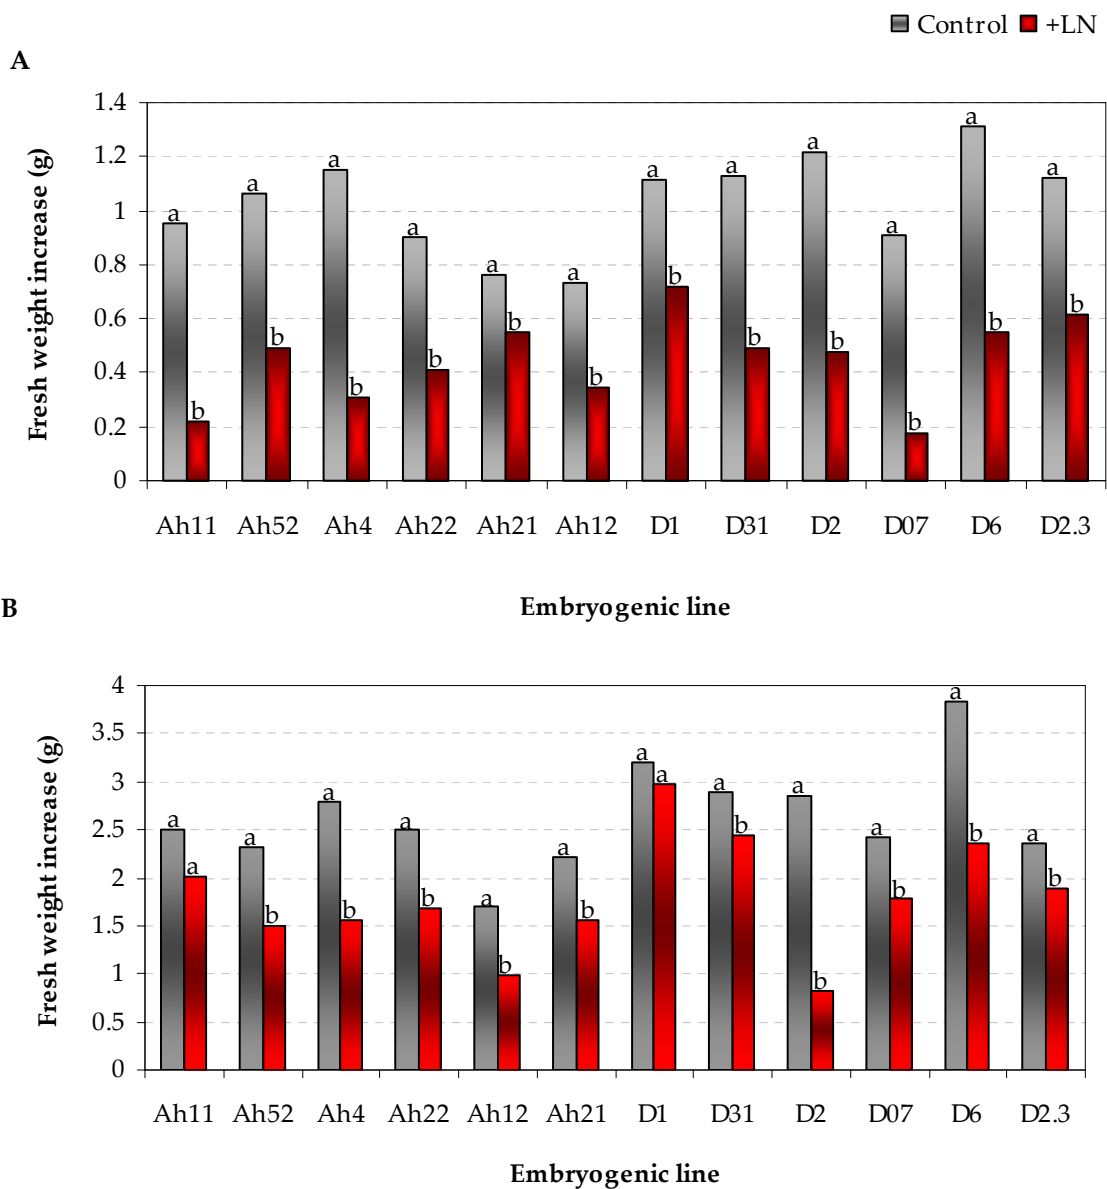 Control +LN
A
Fresh weight increase (g)
1.4
1.2
1
0.8
0.6
0.4
0.2
0
a b a b a b a b a b a b a b a b a b a b a b a b
Ah11 Ah52 Ah4 Ah22 Ah21 Ah12 D1 D31 D2 D07 D6 D2.3
Embryogenic line
B
Fresh weight increase (g)
4
3.5
3
2.5
2
1.5
1
0.5
0
a a a b a b a b a b a b a a a b a b a b a b a b
Ah11 Ah52 Ah4 Ah22 Ah12 Ah21 D1 D31 D2 D07 D6 D2.3
Embryogenic line